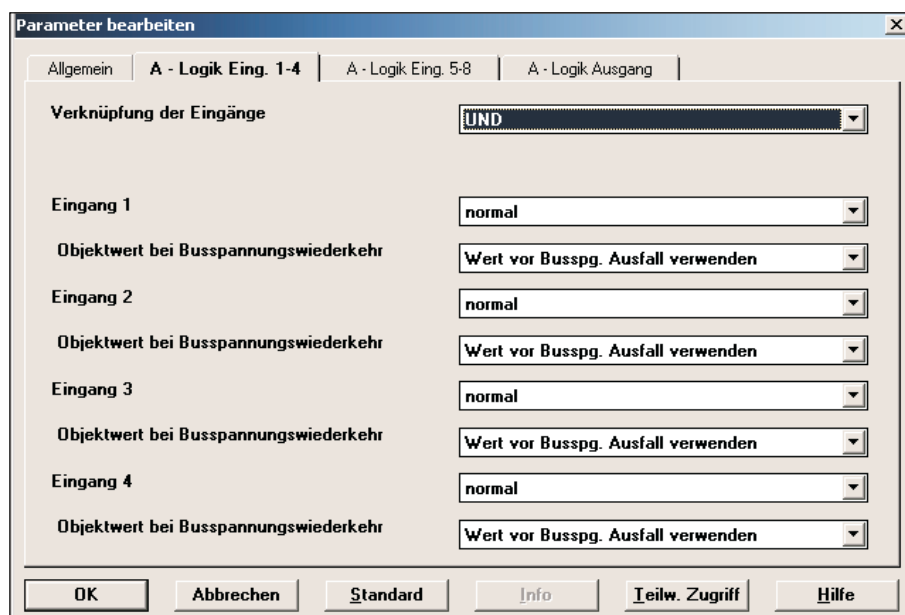 Parameter bearbeiten
Allgemein A - Logik Eing. 1-4 A - Logik Eing. 5-8 A - Logik Ausgang
Verknüpfung der Eingänge UND
Eingang 1 normal
Objektwert bei Busspannungswiederkehr Wert vor Busspg. Ausfall verwenden
Eingang 2 normal
Objektwert bei Busspannungswiederkehr Wert vor Busspg. Ausfall verwenden
Eingang 3 normal
Objektwert bei Busspannungswiederkehr Wert vor Busspg. Ausfall verwenden
Eingang 4 normal
Objektwert bei Busspannungswiederkehr Wert vor Busspg. Ausfall verwenden
OK Abbrechen Standard Info Teilw. Zugriff Hilfe